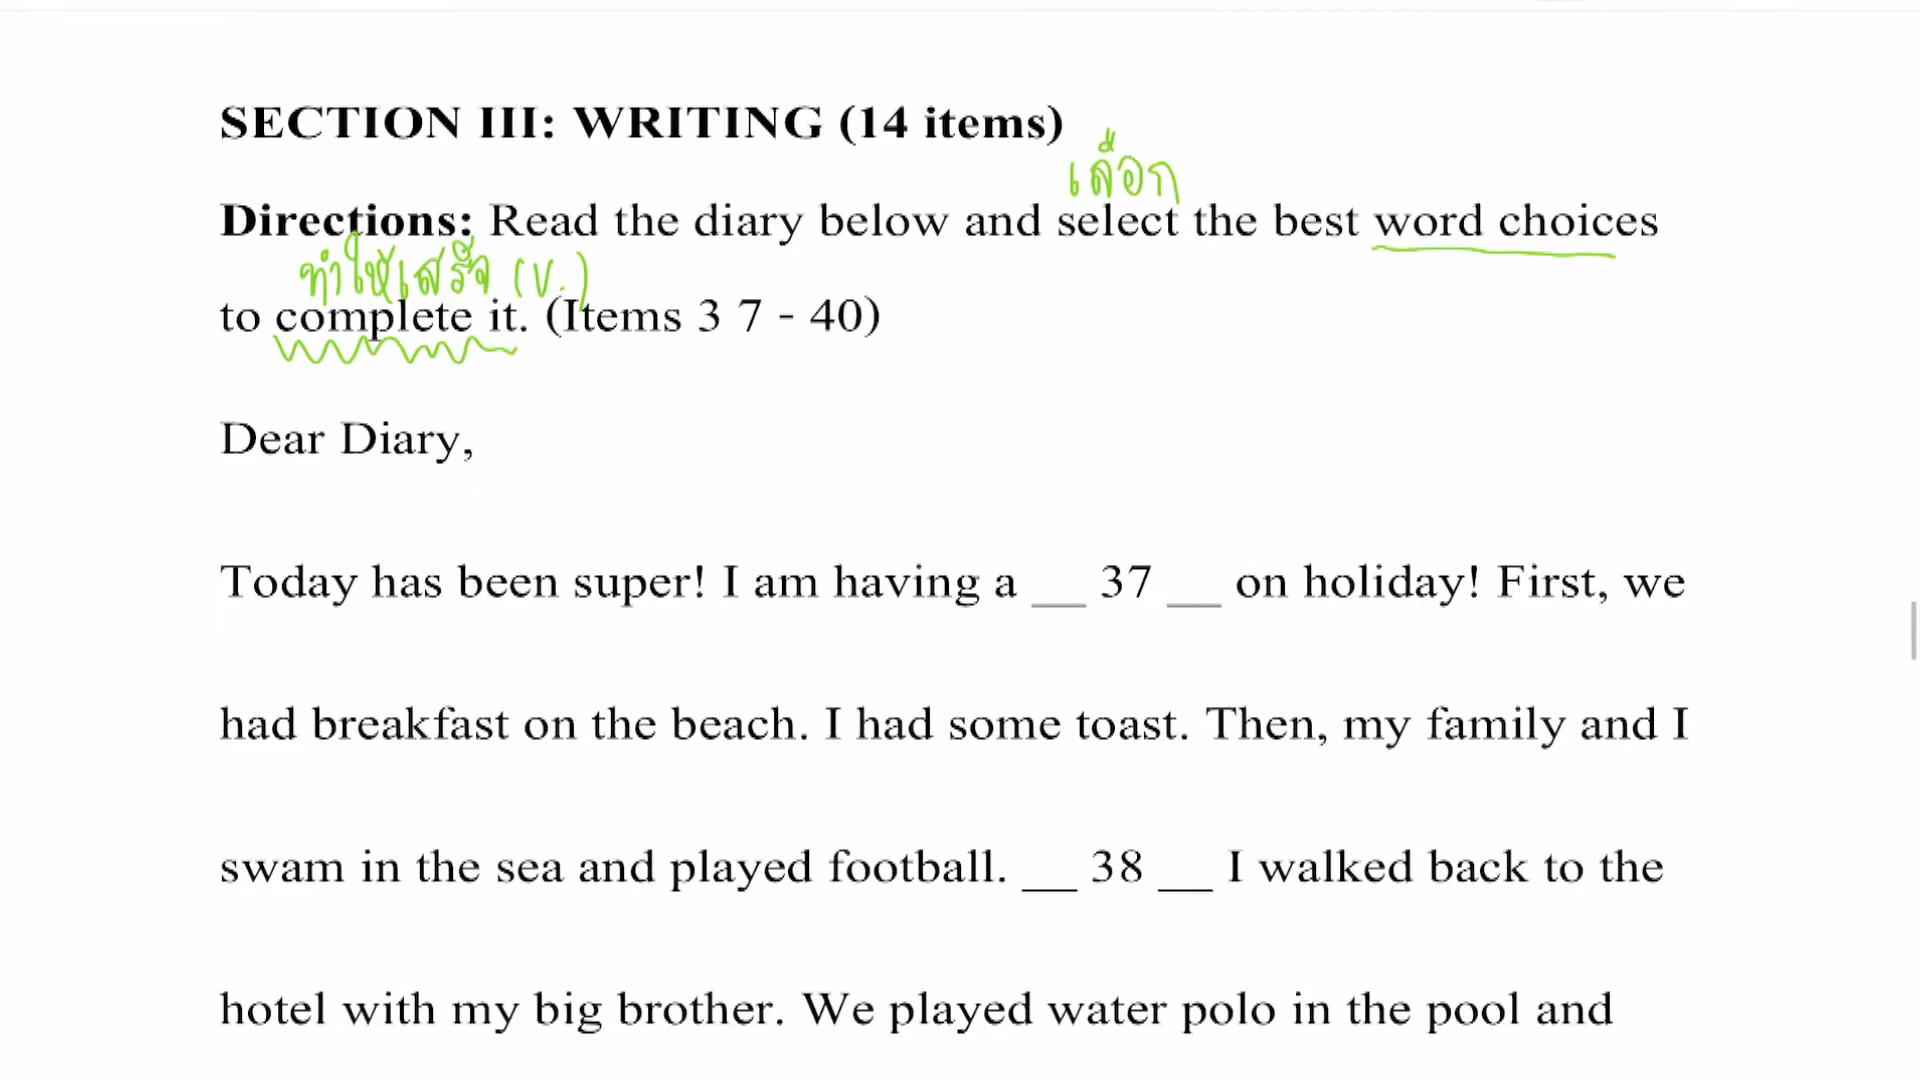 SECTION III: WRITING (14 items)
เลือก
Directions: Read the diary below and select the best word choices
ทำให้เสร็จ (v.)
to complete it. (Items 3 7 - 40)
Dear Diary,
Today has been super! I am having a __ 37 __ on holiday! First, we
had breakfast on the beach. I had some toast. Then, my family and I
swam in the sea and played football. __ 38 __ I walked back to the
hotel with my big brother. We played water polo in the pool and